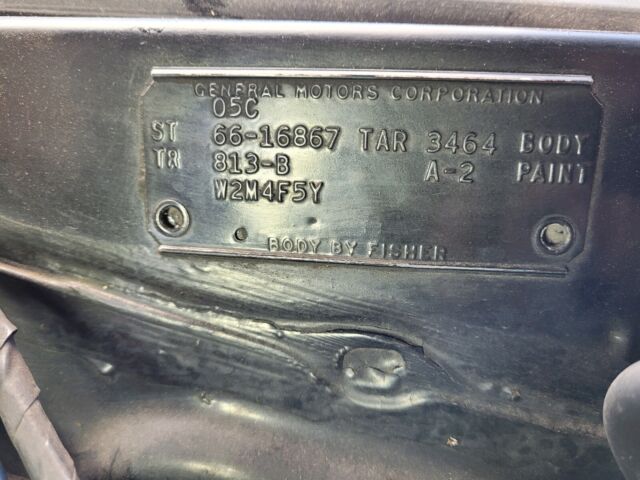 GENERAL MOTORS CORPORATION
05C
ST 66-16867 TAR 3464 BODY
TR 813-B A-2 PAINT
W2M4F5Y
BODY BY FISHER